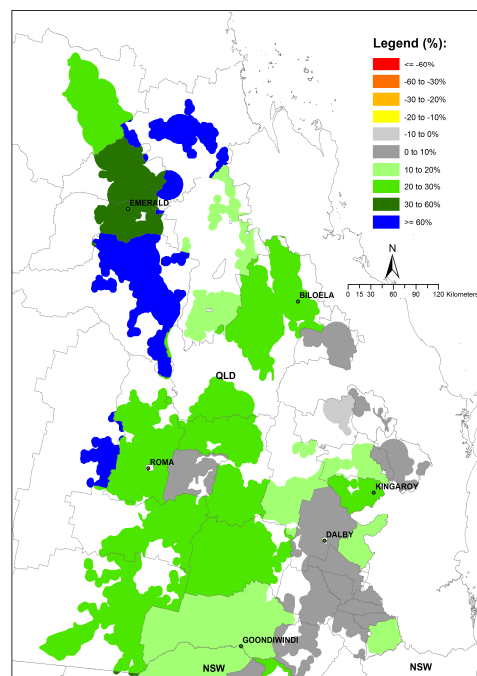 Legend (%):
<= -60%
-60 to -30%
-30 to -20%
-20 to -10%
-10 to 0%
0 to 10%
10 to 20%
20 to 30%
30 to 60%
>= 60%
N
0 15 30 60 90 120 Kilometers
EMERALD
BILOELA
QLD
ROMA
KINGAROY
DALBY
GOONDIWINDI
NSW
NSW